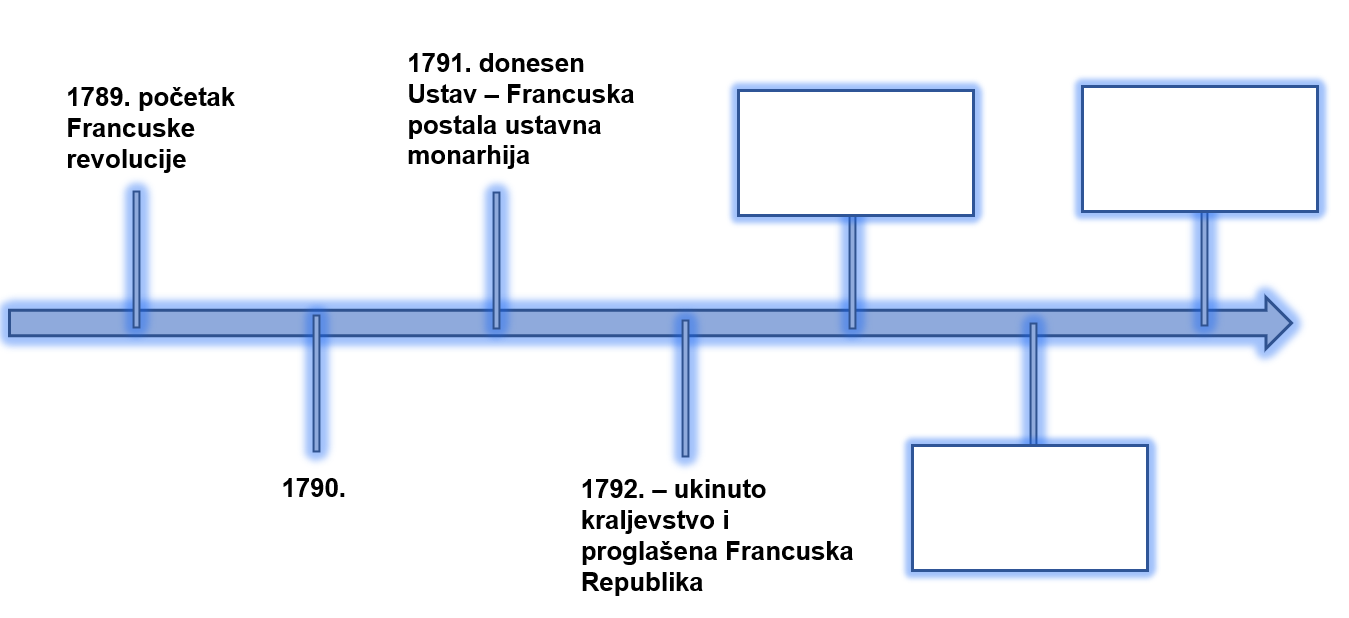 1789. početak
Francuske
revolucije
1791. donesen
Ustav – Francuska
postala ustavna
monarhija
1790.
1792. – ukinuto
kraljevstvo i
proglašena Francuska
Republika